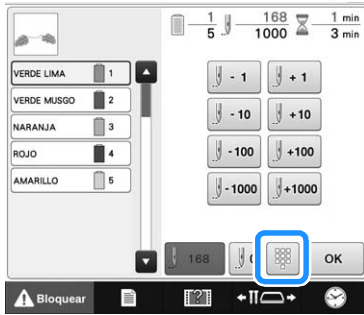 1 168 1 min
5 1000 3 min
VERDE LIMA 1
VERDE MUSGO 2
NARANJA 3
ROJO 4
AMARILLO 5
- 1 + 1
- 10 +10
-100 +100
-1000 +1000
168 OK
Bloquear